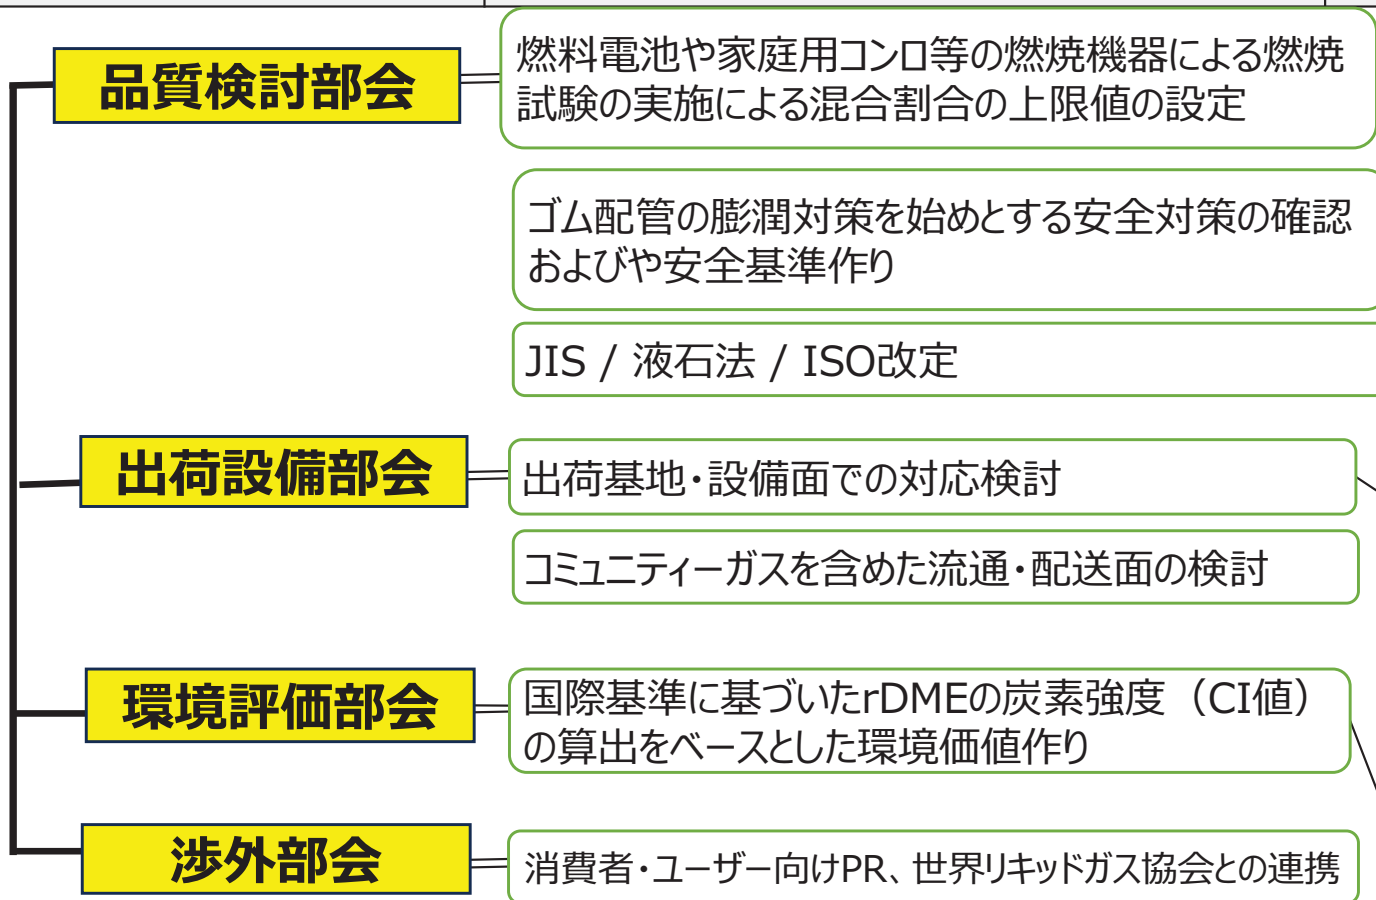 品質検討部会
燃料電池や家庭用コンロ等の燃焼機器による燃焼
試験の実施による混合割合の上限値の設定
ゴム配管の膨潤対策を始めとする安全対策の確認
およびや安全基準作り
JIS / 液石法 / ISO改定
出荷設備部会
出荷基地・設備面での対応検討
コミュニティーガスを含めた流通・配送面の検討
環境評価部会
国際基準に基づいたrDMEの炭素強度（CI値）
の算出をベースとした環境価値作り
渉外部会
消費者・ユーザー向けPR、世界リキッドガス協会との連携